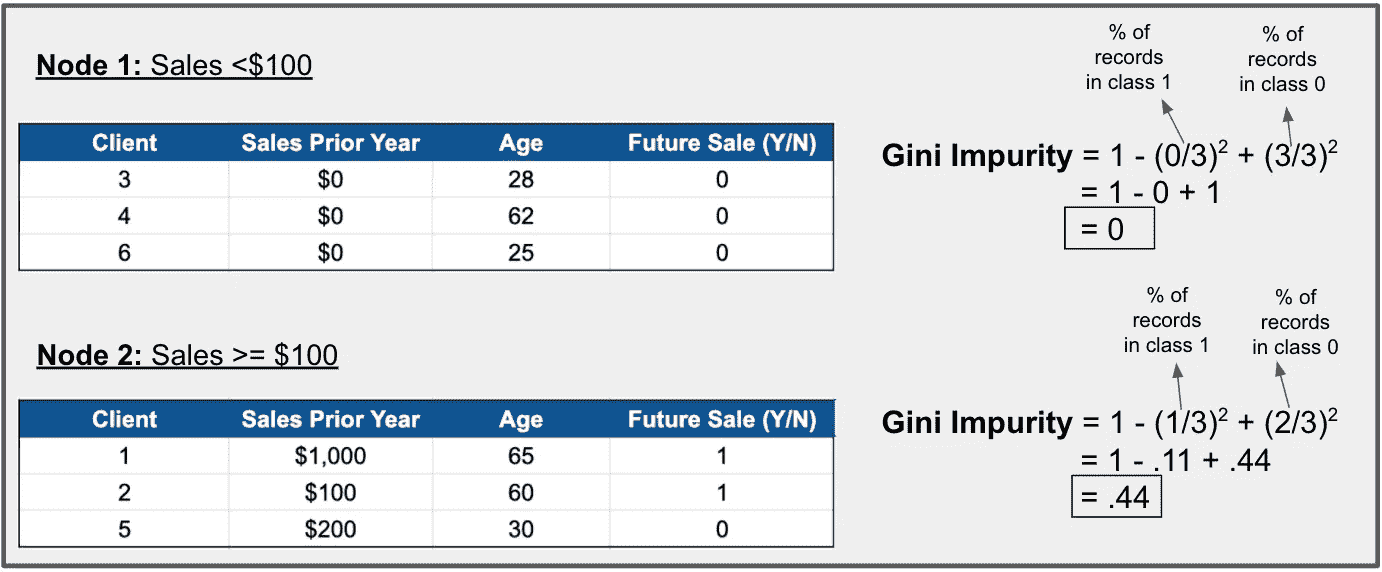 Node 1: Sales <$100
Client Sales Prior Year Age Future Sale (Y/N)
3 $0 28 0
4 $0 62 0
6 $0 25 0
% of
records
in class 1
% of
records
in class 0
Gini Impurity = 1 - (0/3)² + (3/3)²
= 1 - 0 + 1
= 0
Node 2: Sales >= $100
Client Sales Prior Year Age Future Sale (Y/N)
1 $1,000 65 1
2 $100 60 1
5 $200 30 0
% of
records
in class 1
% of
records
in class 0
Gini Impurity = 1 - (1/3)² + (2/3)²
= 1 - .11 + .44
= .44